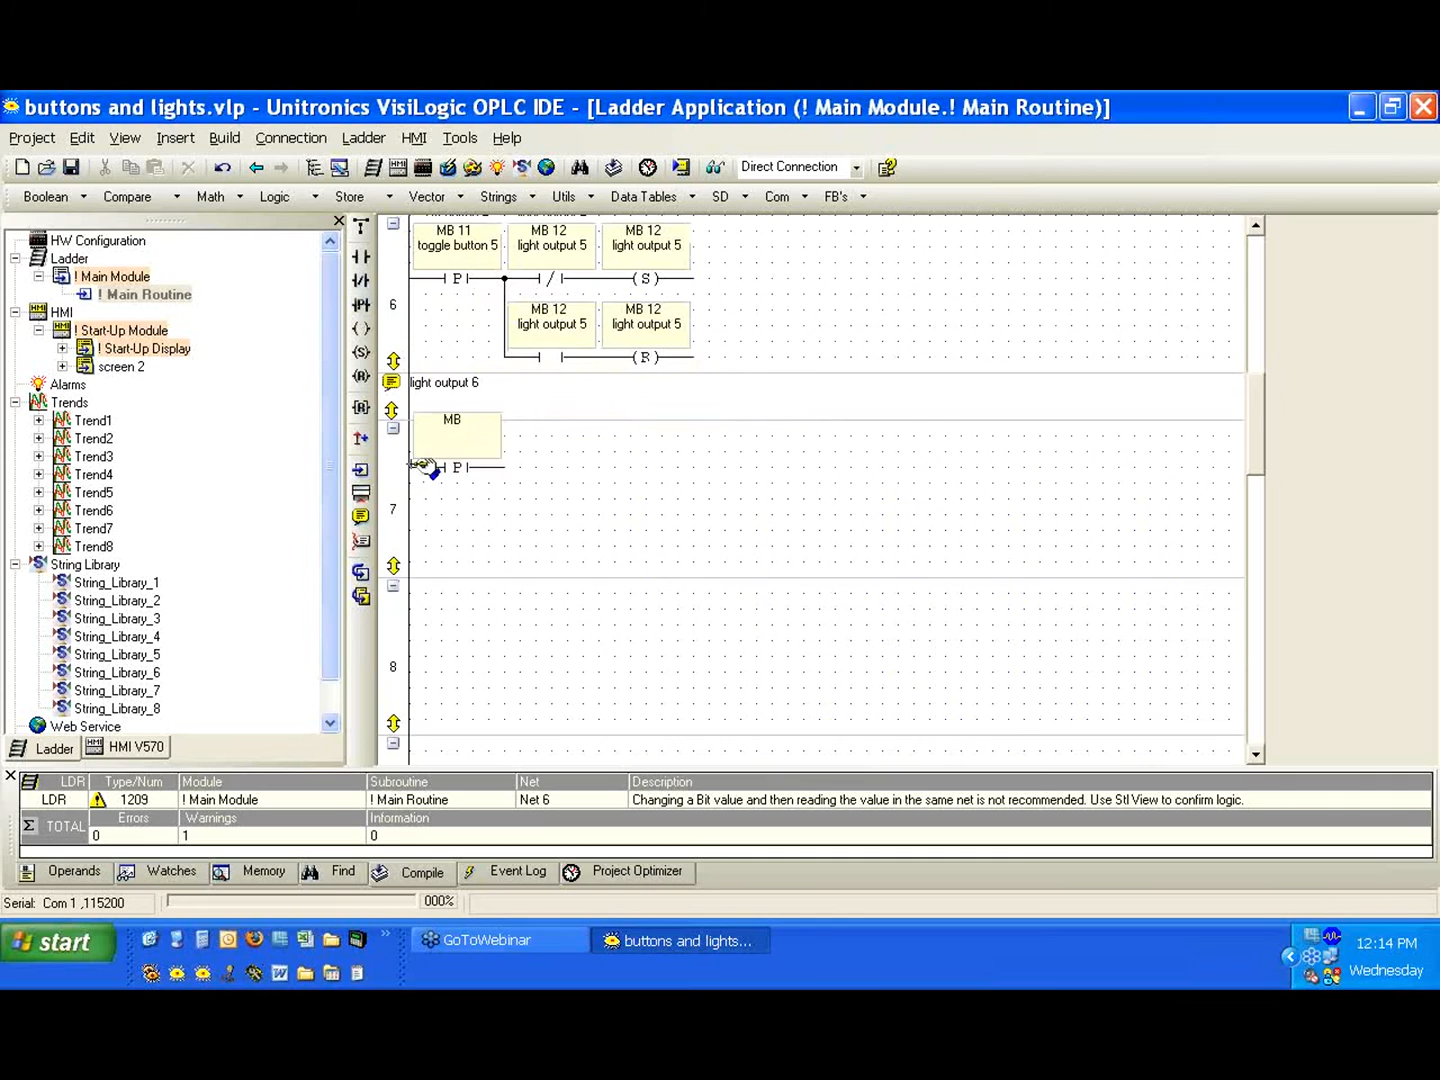 buttons and lights.vlp - Unitronics VisiLogic OPLC IDE - [Ladder Application (! Main Module.! Main Routine)]
Project Edit View Insert Build Connection Ladder HMI Tools Help
Direct Connection
Boolean Compare Math Logic Store Vector Strings Utils Data Tables SD Com FB's
HW Configuration
Ladder
! Main Module
! Main Routine
HMI
! Start-Up Module
! Start-Up Display
screen 2
Alarms
Trends
Trend1
Trend2
Trend3
Trend4
Trend5
Trend6
Trend7
Trend8
String Library
String_Library_1
String_Library_2
String_Library_3
String_Library_4
String_Library_5
String_Library_6
String_Library_7
String_Library_8
Web Service
Ladder HMI V570
MB 11 MB 12 MB 12
toggle button 5 light output 5 light output 5
P S
6
MB 12 MB 12
light output 5 light output 5
R
light output 6
MB
P
7
8
LDR Type/Num Module Subroutine Net Description
LDR 1209 ! Main Module ! Main Routine Net 6 Changing a Bit value and then reading the value in the same net is not recommended. Use Stl View to confirm logic.
Σ TOTAL Errors Warnings Information
0 1 0
Operands Watches Memory Find Compile Event Log Project Optimizer
Serial: Com 1 ,115200 000%
start GoToWebinar buttons and lights... 12:14 PM
Wednesday